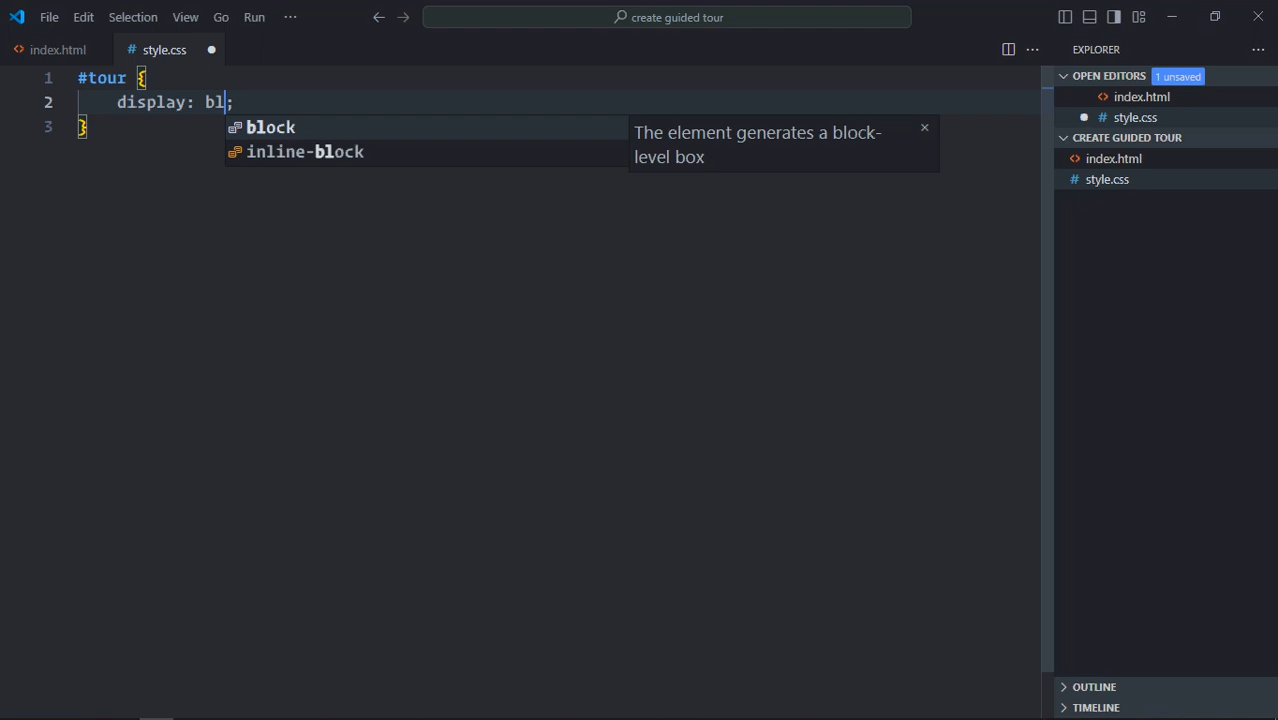 File Edit Selection View Go Run ··· create guided tour
index.html # style.css
EXPLORER
1 #tour {
2 display: bl;
3 }
block
inline-block
The element generates a block-
level box
OPEN EDITORS 1 unsaved
index.html
# style.css
CREATE GUIDED TOUR
index.html
# style.css
OUTLINE
TIMELINE